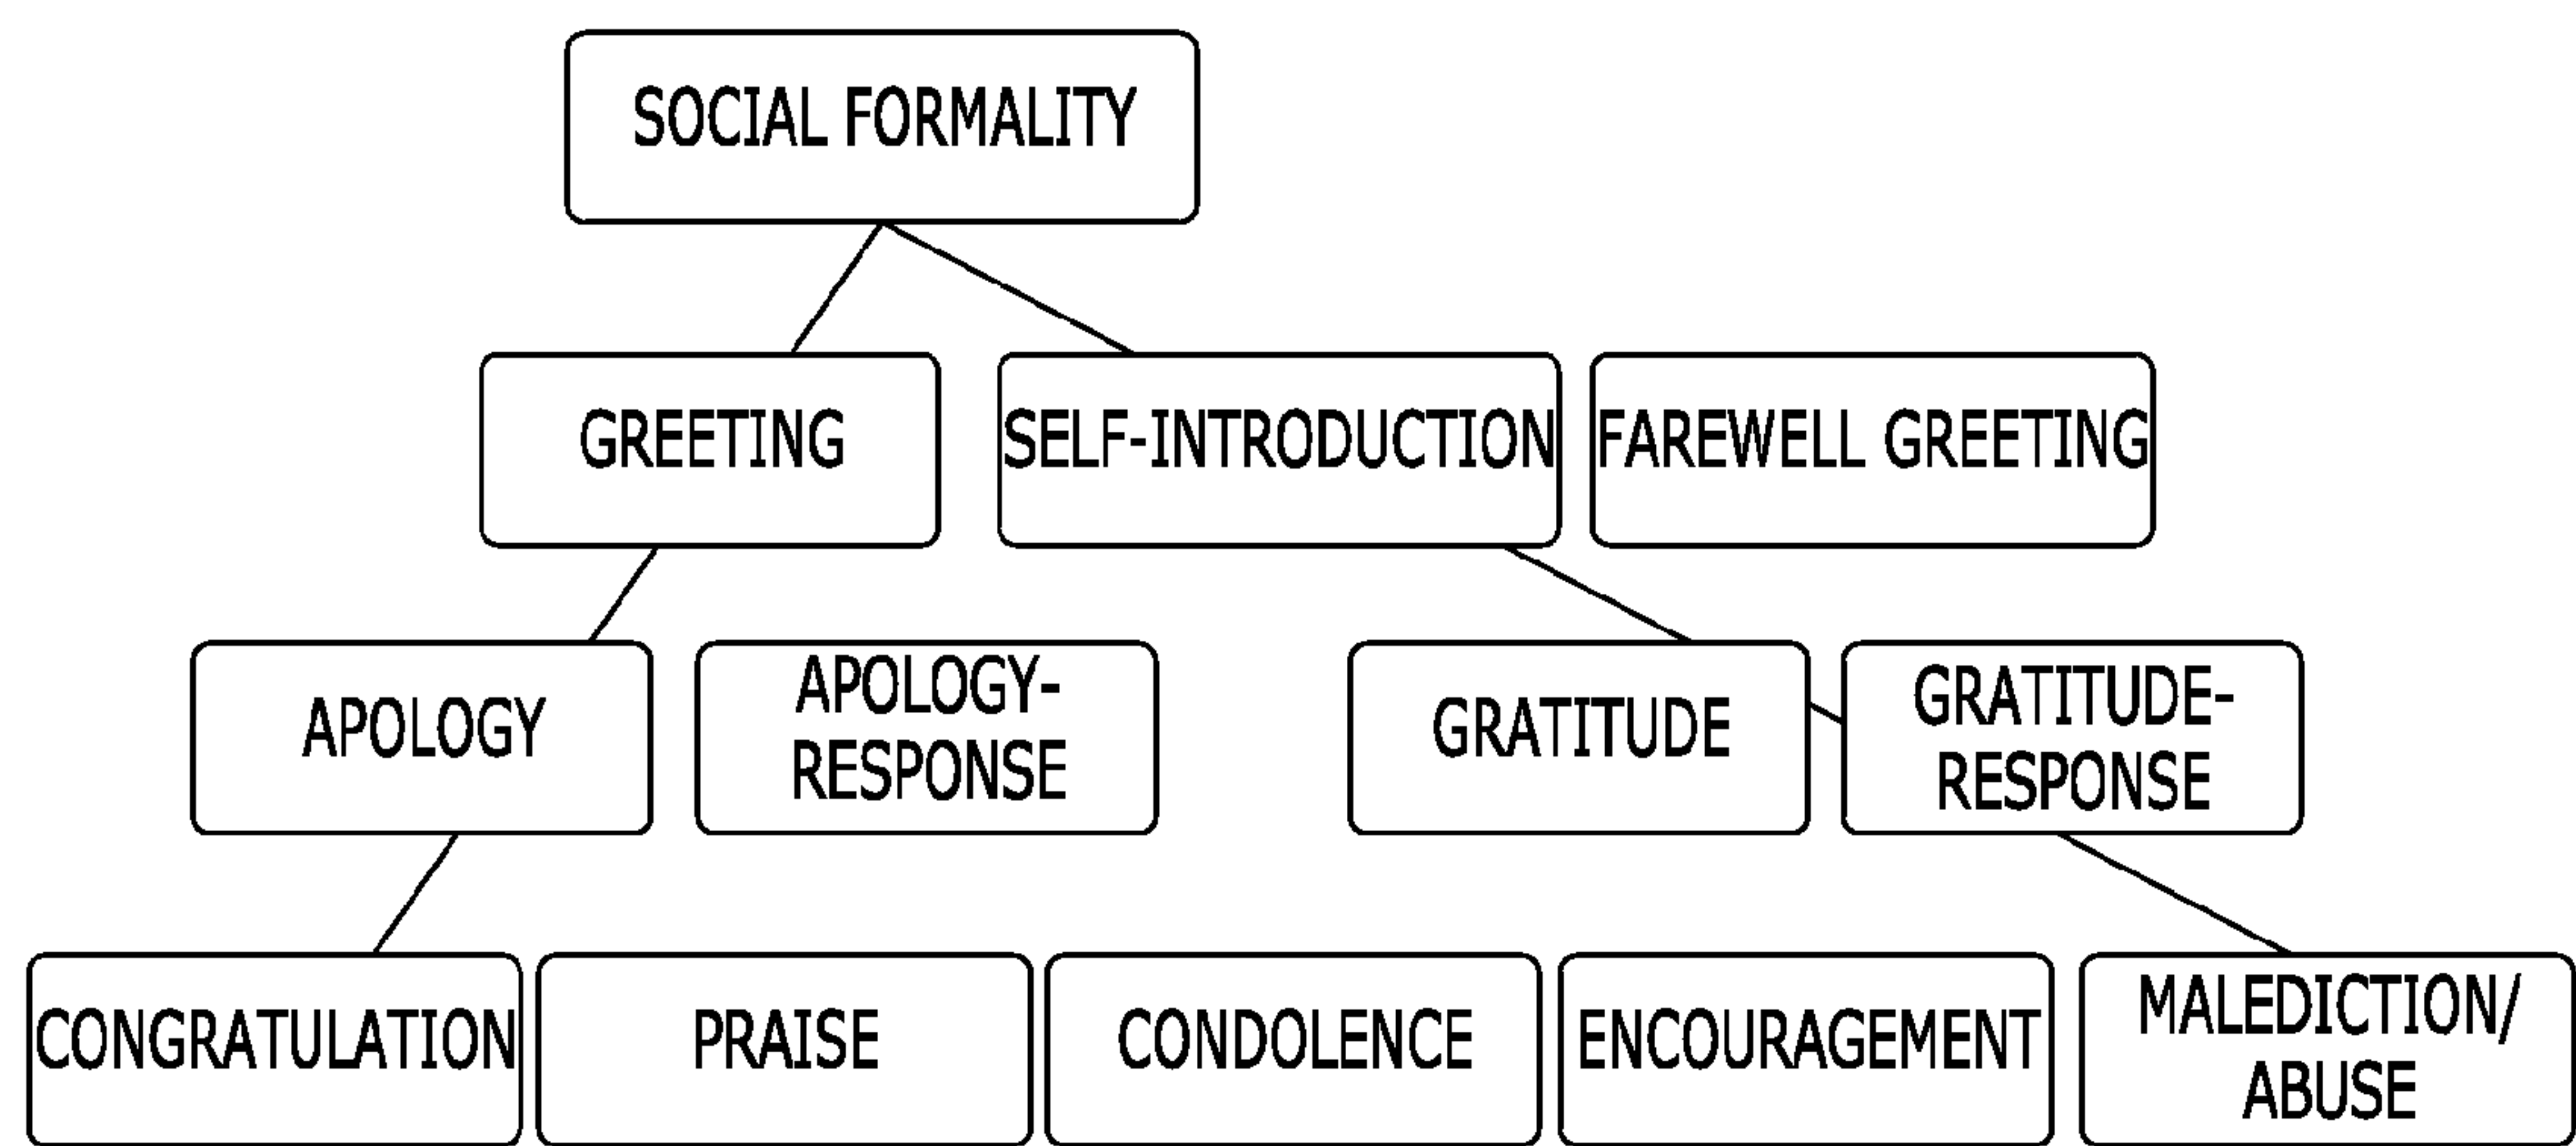 SOCIAL FORMALITY
GREETING
SELF-INTRODUCTION
FAREWELL GREETING
APOLOGY
APOLOGY-
RESPONSE
GRATITUDE
GRATITUDE-
RESPONSE
CONGRATULATION
PRAISE
CONDOLENCE
ENCOURAGEMENT
MALEDICTION/
ABUSE